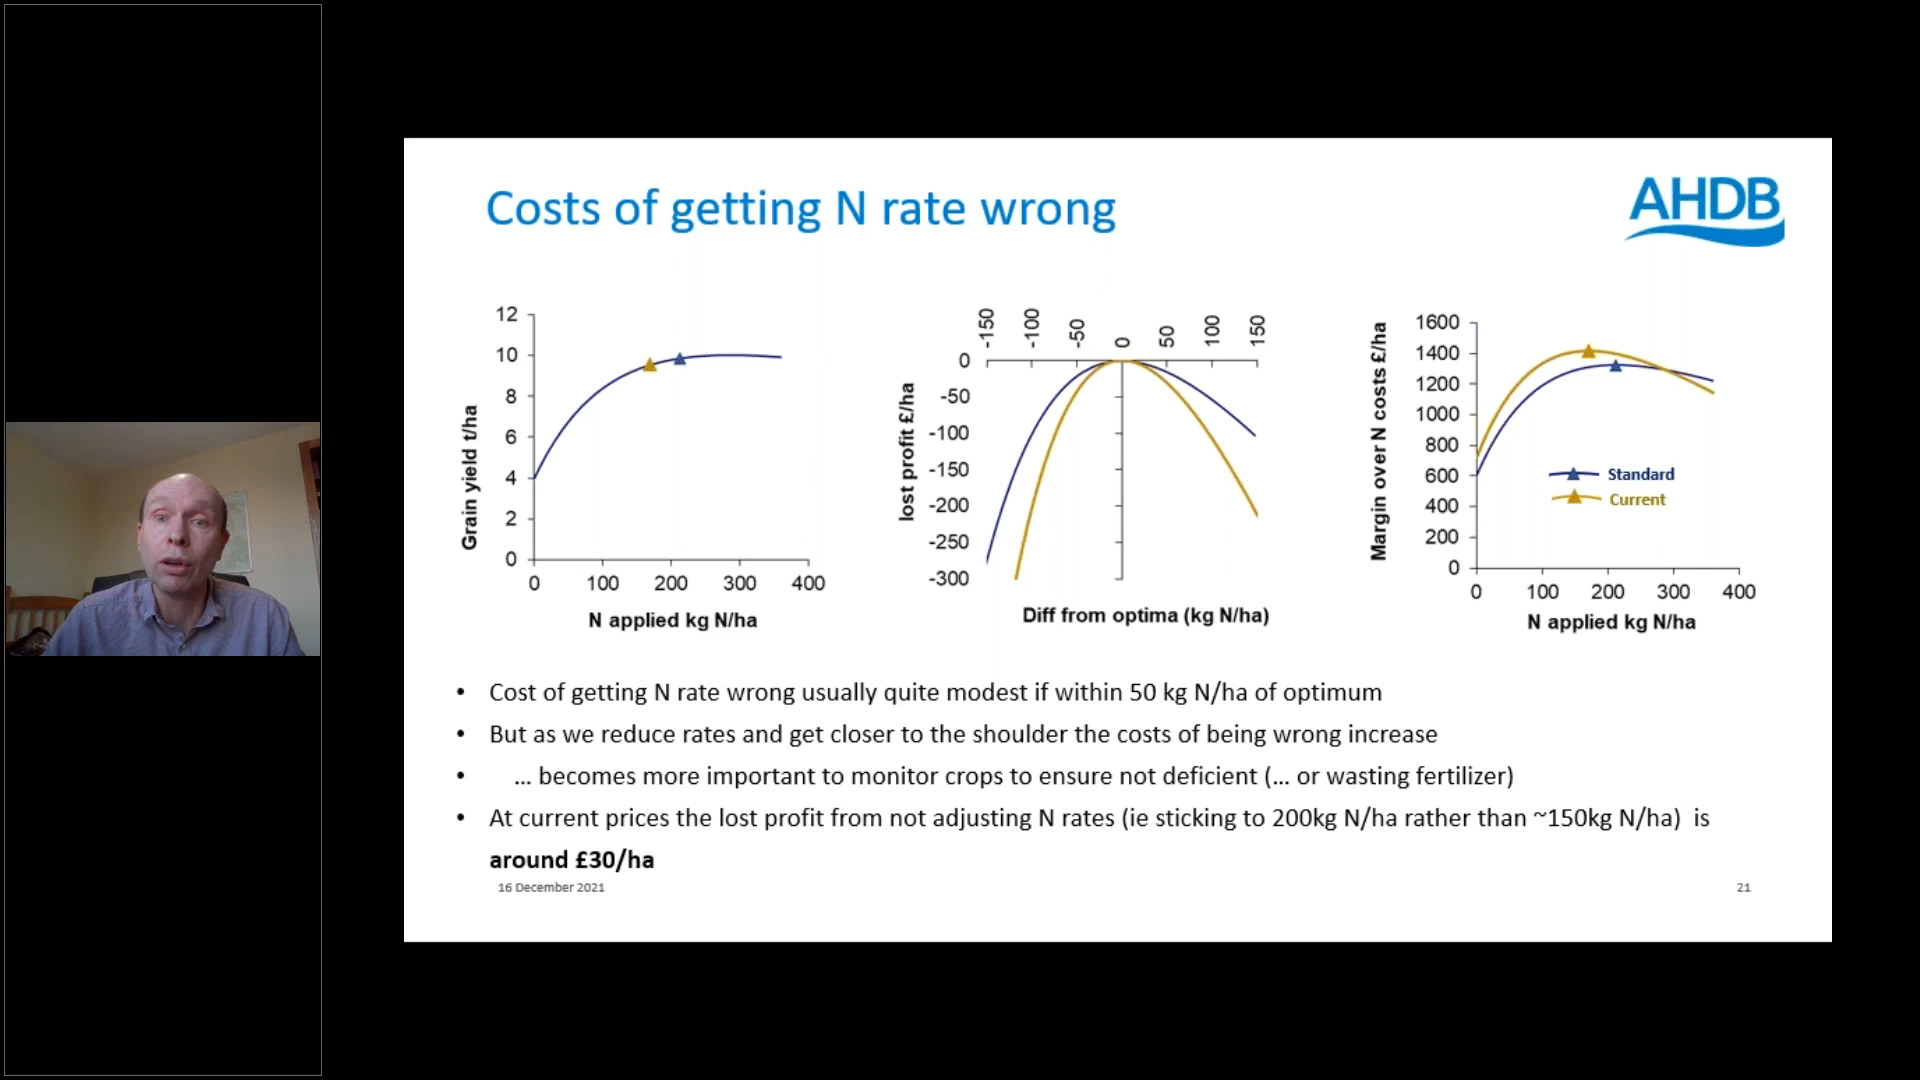 Costs of getting N rate wrong
AHDB
12
10
8
6
4
2
0
0 100 200 300 400
Grain yield t/ha
N applied kg N/ha
-150 -100 -50 0 50 100 150
0
-50
-100
-150
-200
-250
-300
lost profit £/ha
Diff from optima (kg N/ha)
1600
1400
1200
1000
800
600
400
200
0
0 100 200 300 400
Margin over N costs £/ha
Standard
Current
N applied kg N/ha
• Cost of getting N rate wrong usually quite modest if within 50 kg N/ha of optimum
• But as we reduce rates and get closer to the shoulder the costs of being wrong increase
• ... becomes more important to monitor crops to ensure not deficient (... or wasting fertilizer)
• At current prices the lost profit from not adjusting N rates (ie sticking to 200kg N/ha rather than ~150kg N/ha) is
around £30/ha
16 December 2021
21